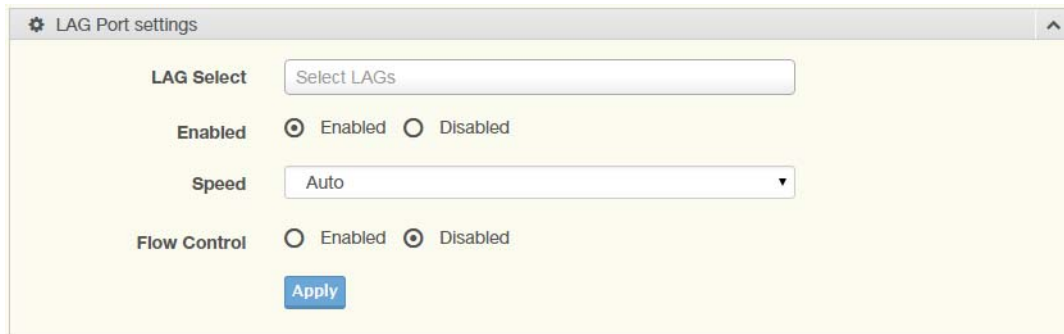 LAG Port settings
LAG Select Select LAGs
Enabled Enabled Disabled
Speed Auto
Flow Control Enabled Disabled
Apply